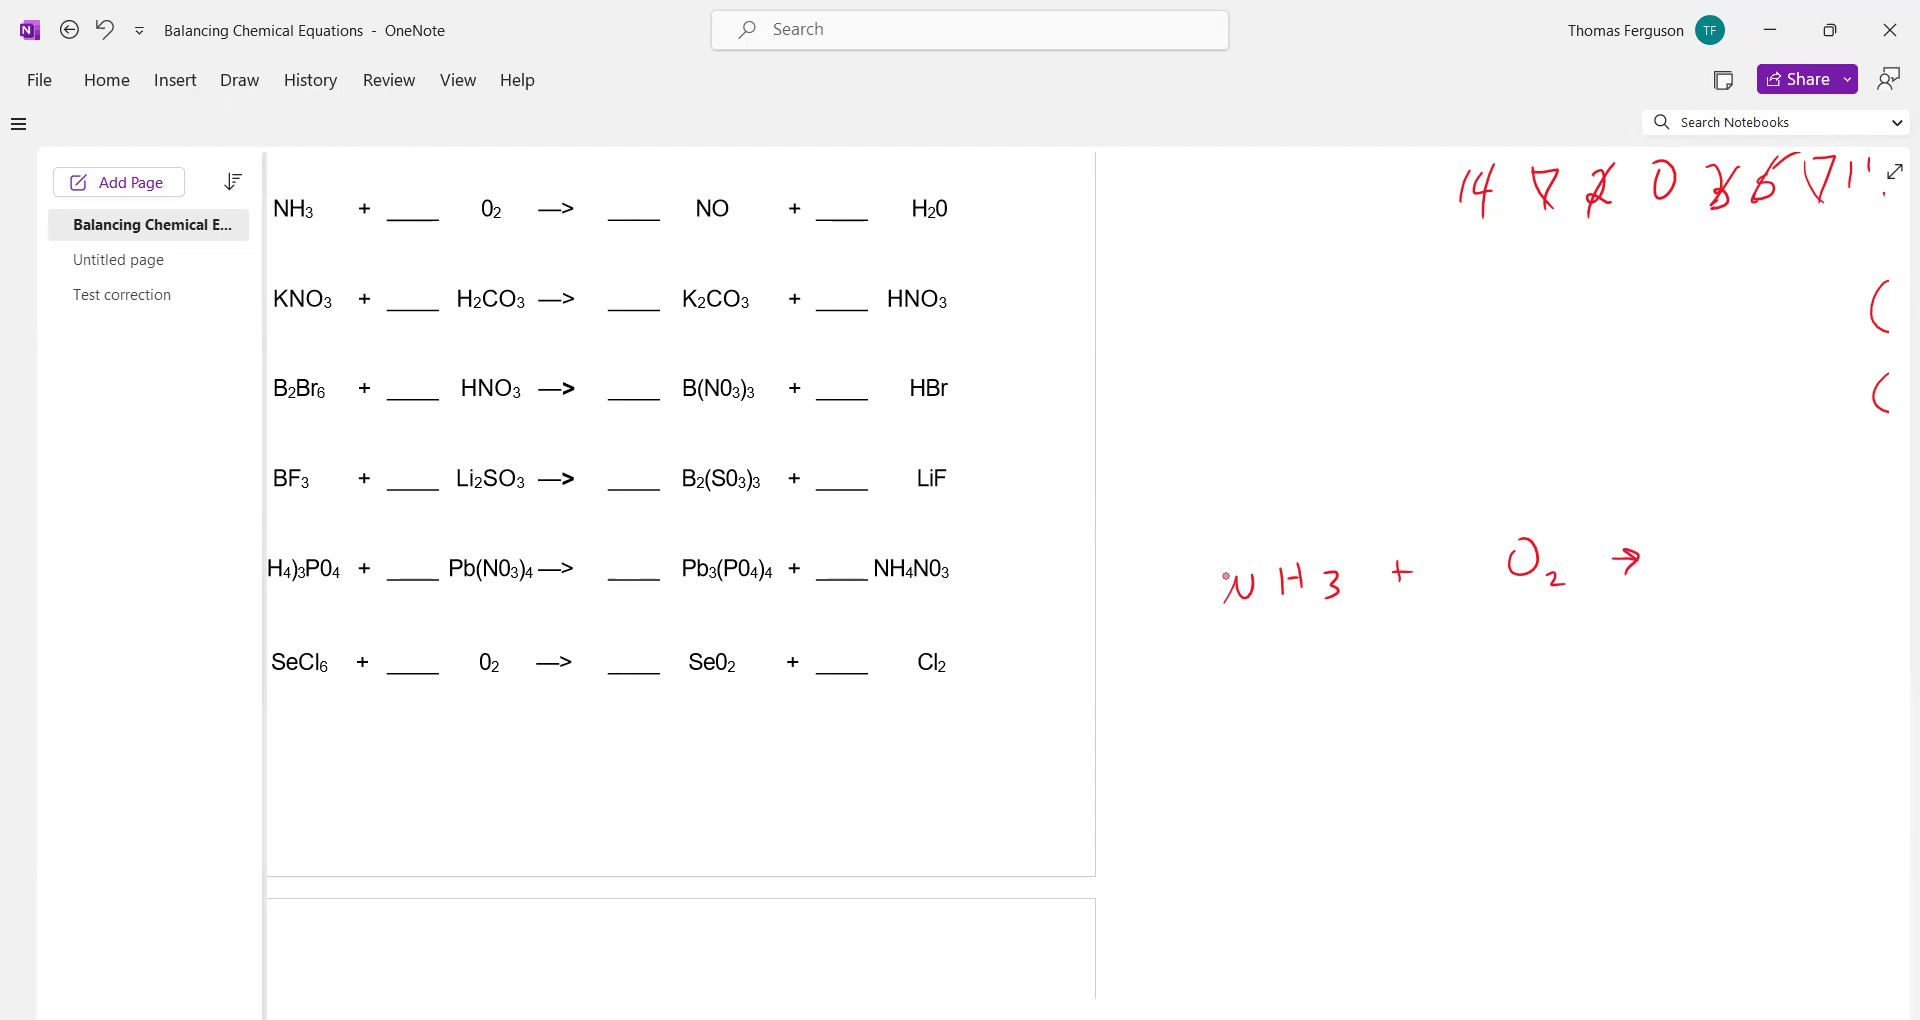 Balancing Chemical Equations - OneNote
Search
Thomas Ferguson TF
File Home Insert Draw History Review View Help
Share
Search Notebooks
Add Page
Balancing Chemical E...
Untitled page
Test correction
NH₃ + ____ 0₂ —> ____ NO + ____ H₂0
KNO₃ + ____ H₂CO₃ —> ____ K₂CO₃ + ____ HNO₃
B₂Br₆ + ____ HNO₃ —> ____ B(N0₃)₃ + ____ HBr
BF₃ + ____ Li₂SO₃ —> ____ B₂(S0₃)₃ + ____ LiF
H₄)₃P0₄ + ____ Pb(N0₃)₄ —> ____ Pb₃(P0₄)₄ + ____ NH₄N0₃
SeCl₆ + ____ 0₂ —> ____ Se0₂ + ____ Cl₂
14
NH3 + O₂ →